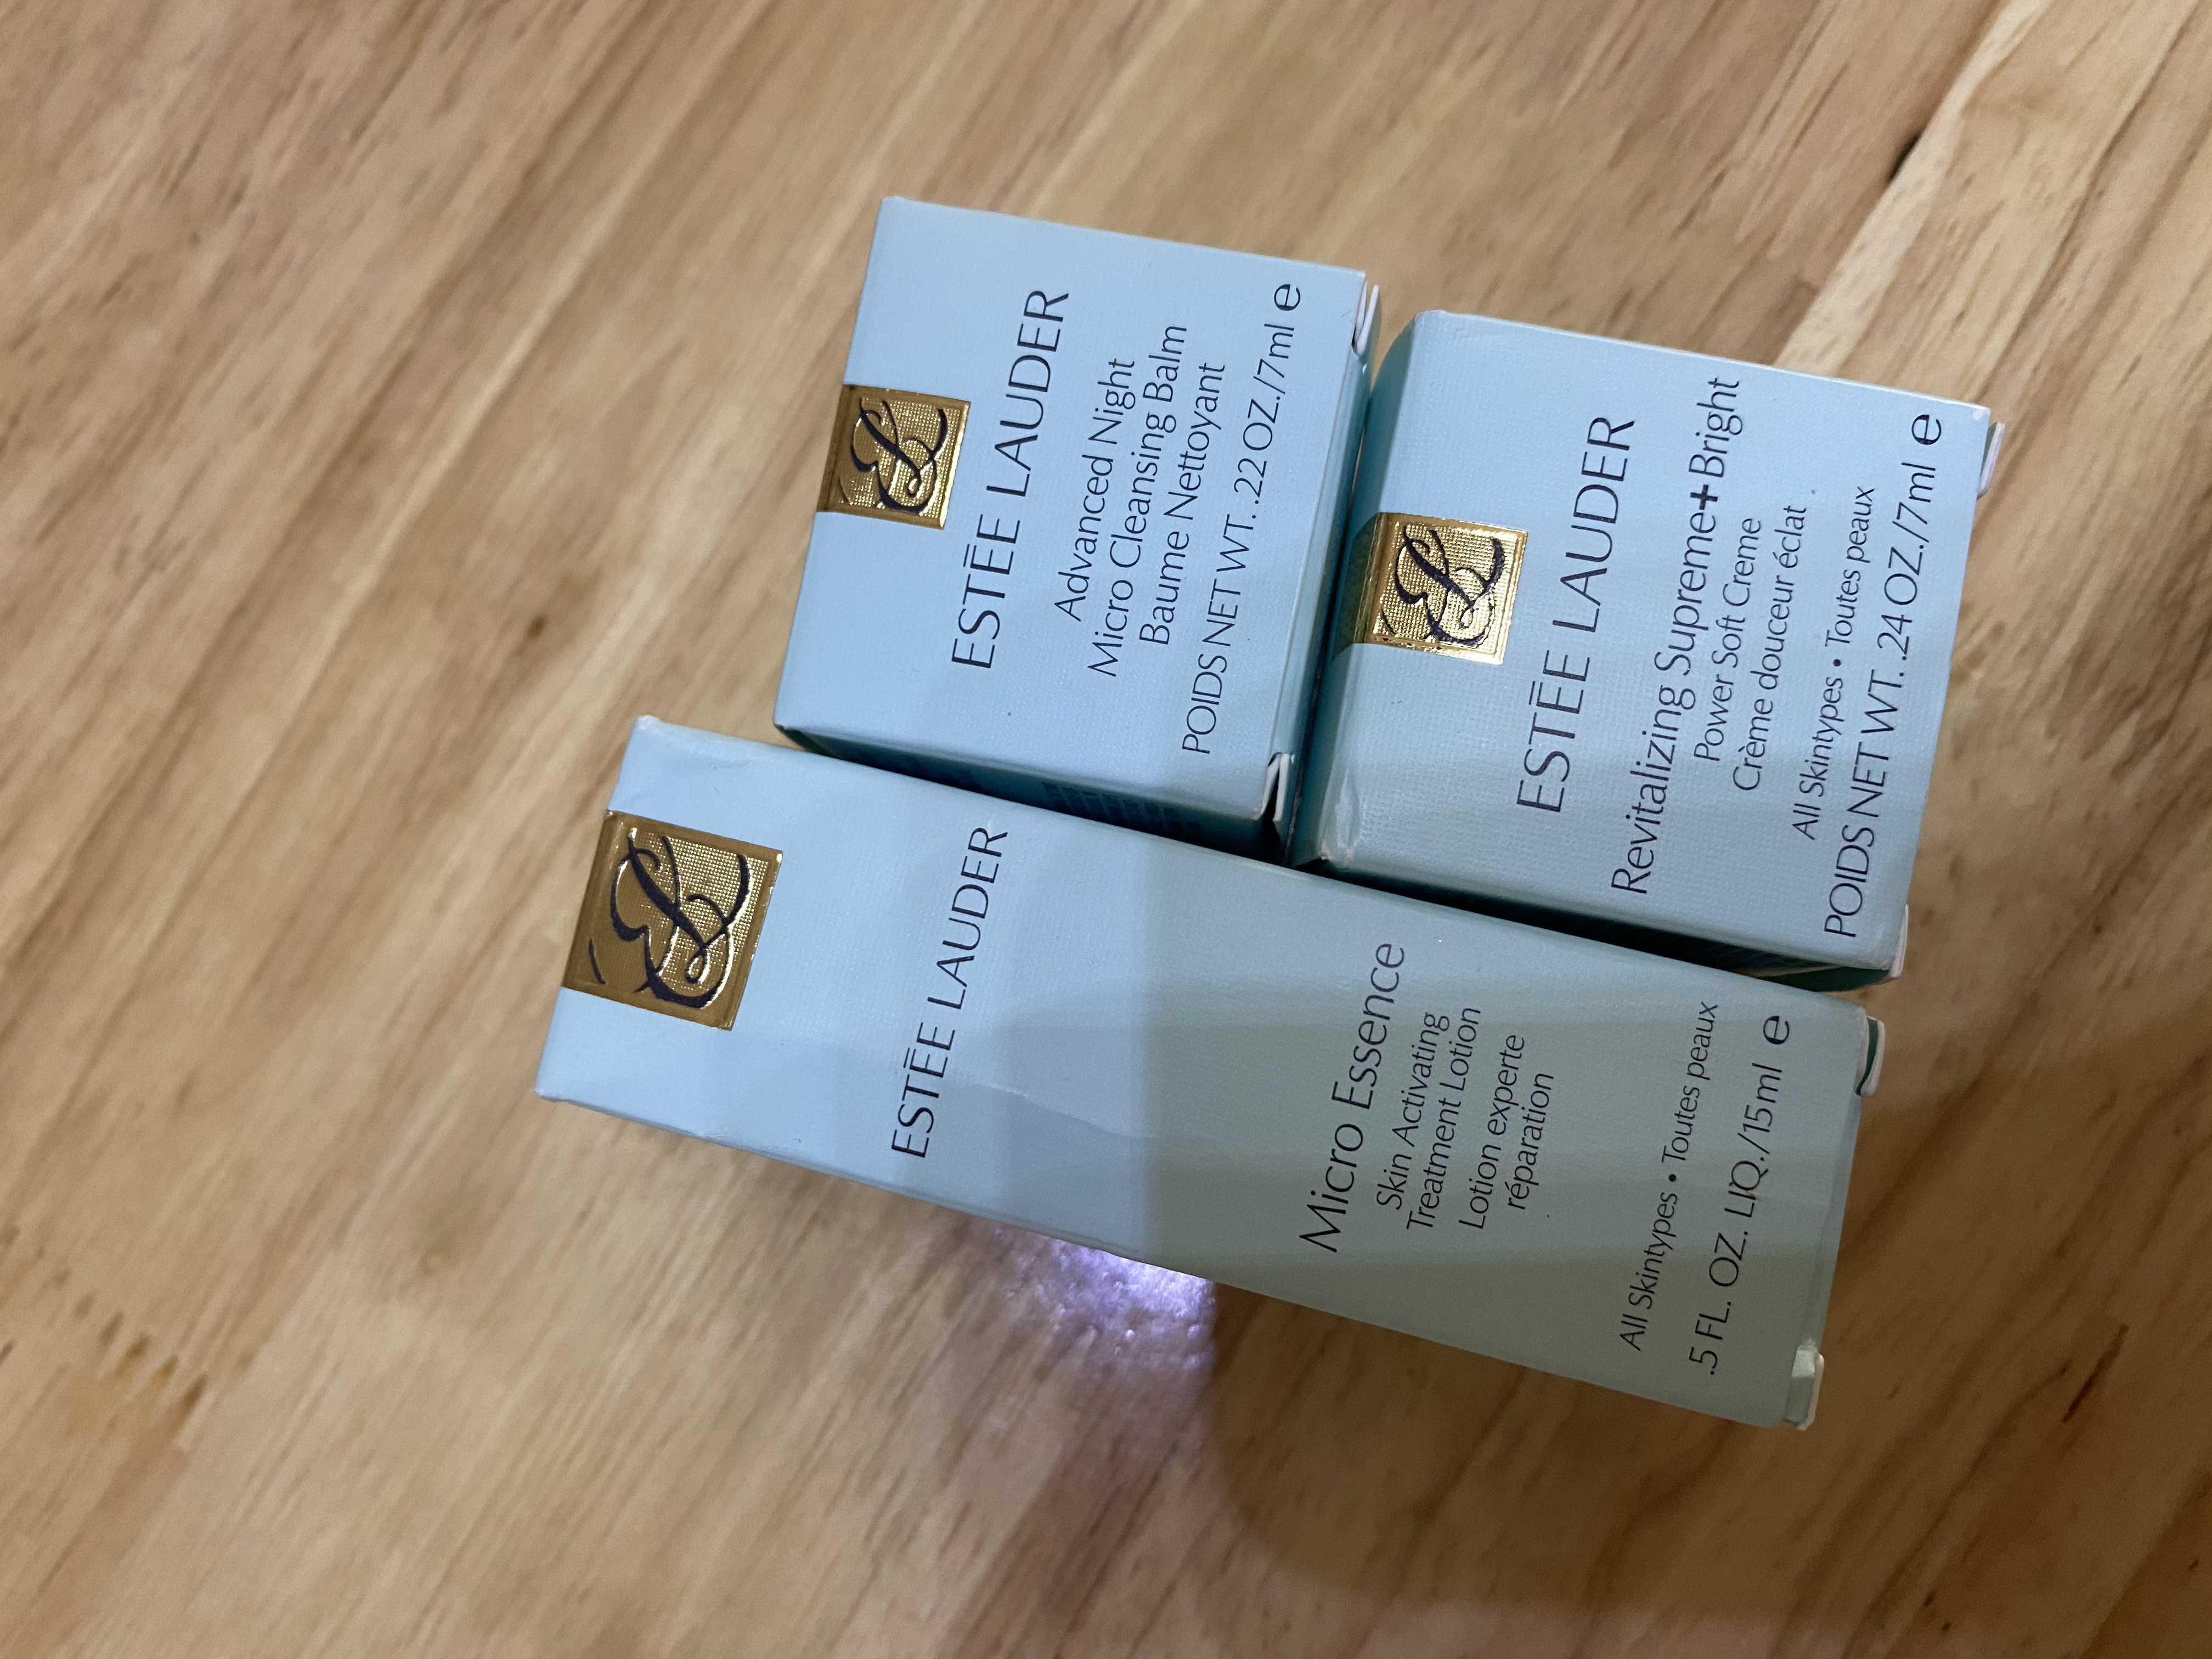 ESTĒE LAUDER
Advanced Night
Micro Cleansing Balm
Baume Nettoyant
POIDS NET WT. .22 OZ./7ml e
ESTĒE LAUDER
Revitalizing Supreme+Bright
Power Soft Creme
Crème douceur éclat
All Skintypes • Toutes peaux
POIDS NET WT. .24 OZ./7ml e
ESTĒE LAUDER
Micro Essence
Skin Activating
Treatment Lotion
Lotion experte
réparation
All Skintypes • Toutes peaux
.5 FL. OZ. LIQ./15ml e